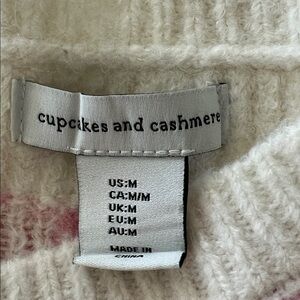 cupcakes and cashmere
US:M
CA:M/M
UK:M
EU:M
AU:M
MADE IN
CHINA